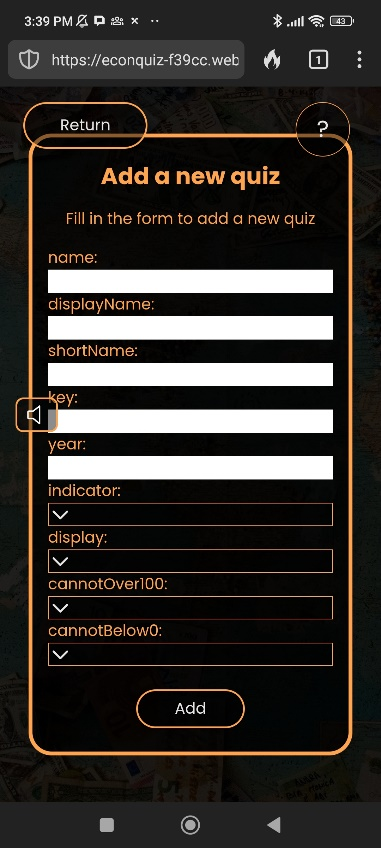 3:39 PM
43
https://econquiz-f39cc.web
1
Return
?
Add a new quiz
Fill in the form to add a new quiz
name:
displayName:
shortName:
key:
year:
indicator:
display:
cannotOver100:
cannotBelow0:
Add